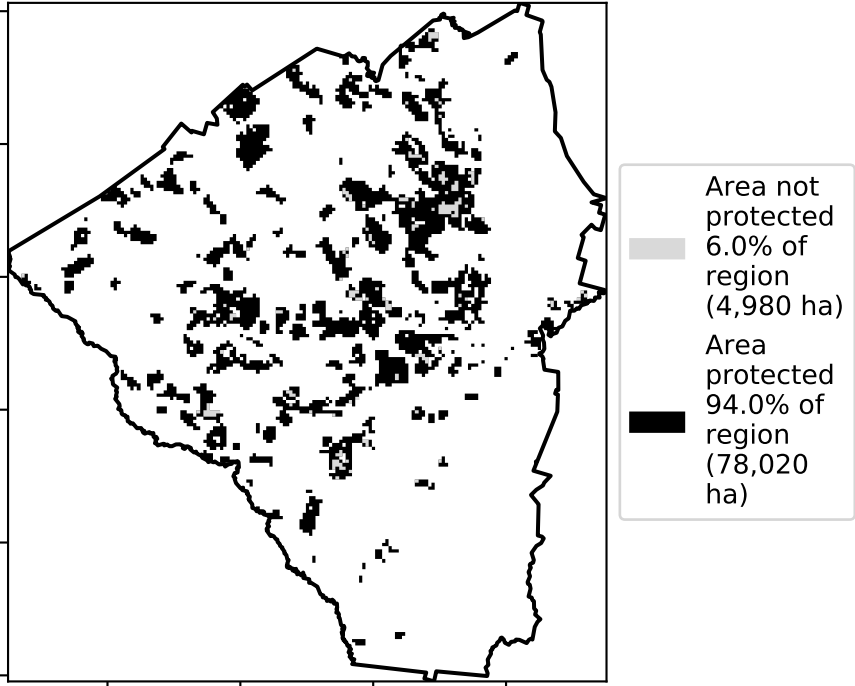 Area not
protected
6.0% of
region
(4,980 ha)
Area
protected
94.0% of
region
(78,020
ha)